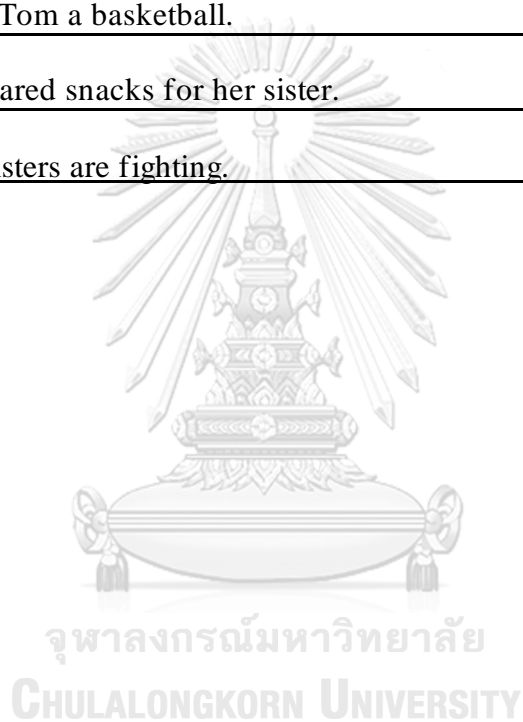 Tom a basketball.
ared snacks for her sister.
sters are fighting.
จุฬาลงกรณ์มหาวิทยาลัย
CHULALONGKORN UNIVERSITY